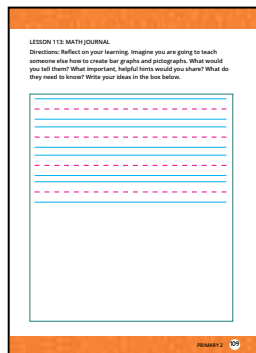 LESSON 113: MATH JOURNAL
Directions: Reflect on your learning. Imagine you are going to teach
someone else how to create bar graphs and pictographs. What would
you tell them? What important, helpful hints would you share? What do
they need to know? Write your ideas in the box below.
PRIMARY 2 109